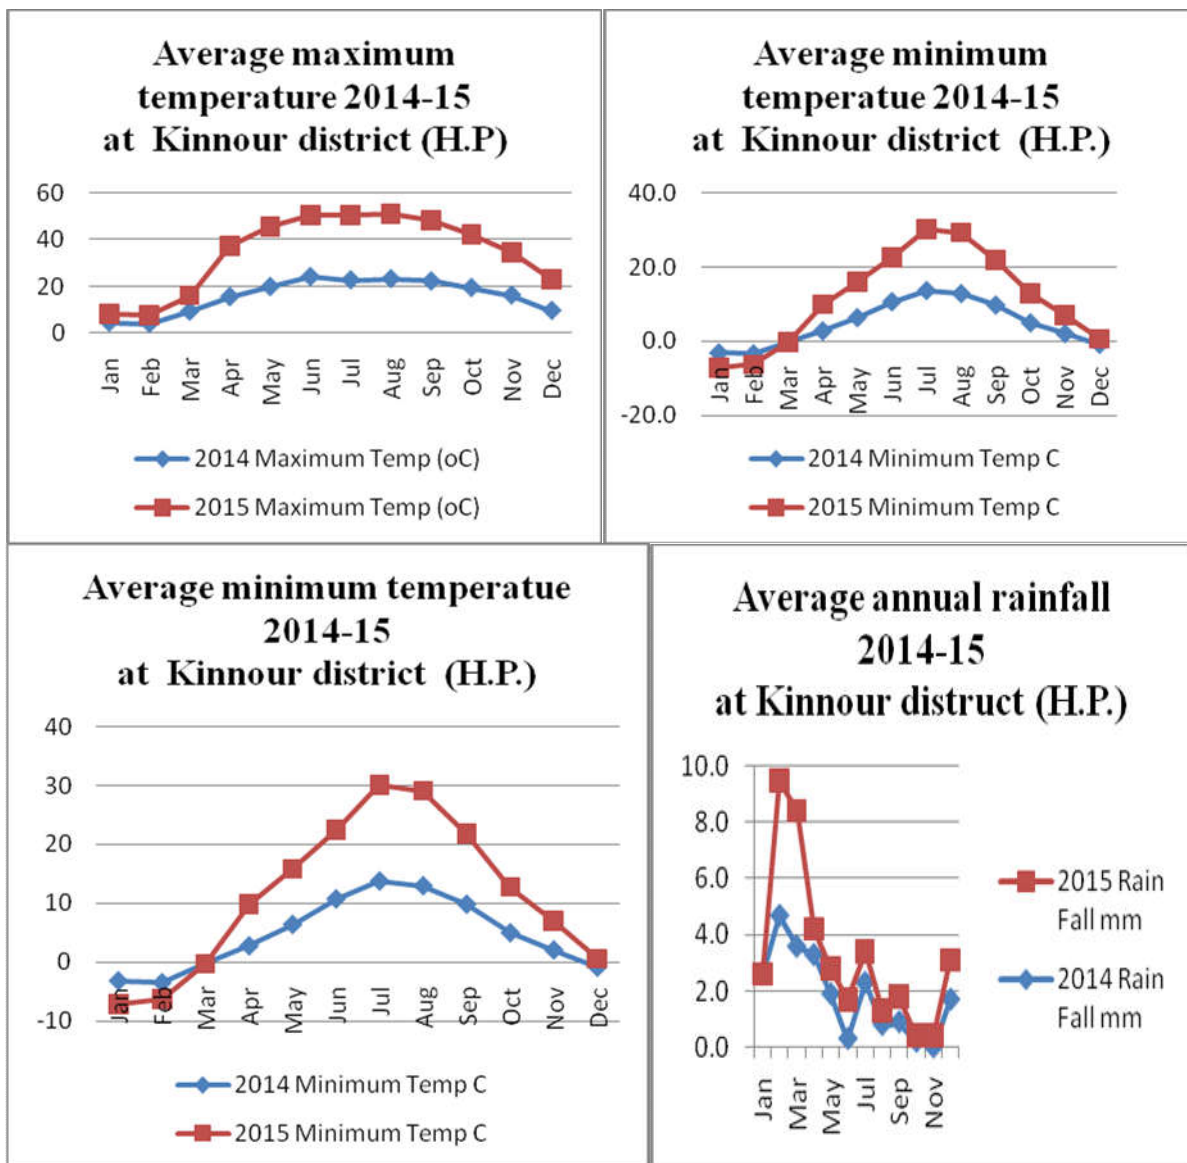 Average maximum
temperature 2014-15
at Kinnour district (H.P)
60
40
20
0
Jan
Feb
Mar
Apr
May
Jun
Jul
Aug
Sep
Oct
Nov
Dec
2014 Maximum Temp (oC)
2015 Maximum Temp (oC)
Average minimum
temperatue 2014-15
at Kinnour district (H.P.)
40.0
20.0
0.0
-20.0
Jan
Feb
Mar
Apr
May
Jun
Jul
Aug
Sep
Oct
Nov
Dec
2014 Minimum Temp C
2015 Minimum Temp C
Average minimum temperatue
2014-15
at Kinnour district (H.P.)
40
30
20
10
0
-10
Jan
Feb
Mar
Apr
May
Jun
Jul
Aug
Sep
Oct
Nov
Dec
2014 Minimum Temp C
2015 Minimum Temp C
Average annual rainfall
2014-15
at Kinnour distruct (H.P.)
10.0
8.0
6.0
4.0
2.0
0.0
Jan
Mar
May
Jul
Sep
Nov
2015 Rain
Fall mm
2014 Rain
Fall mm